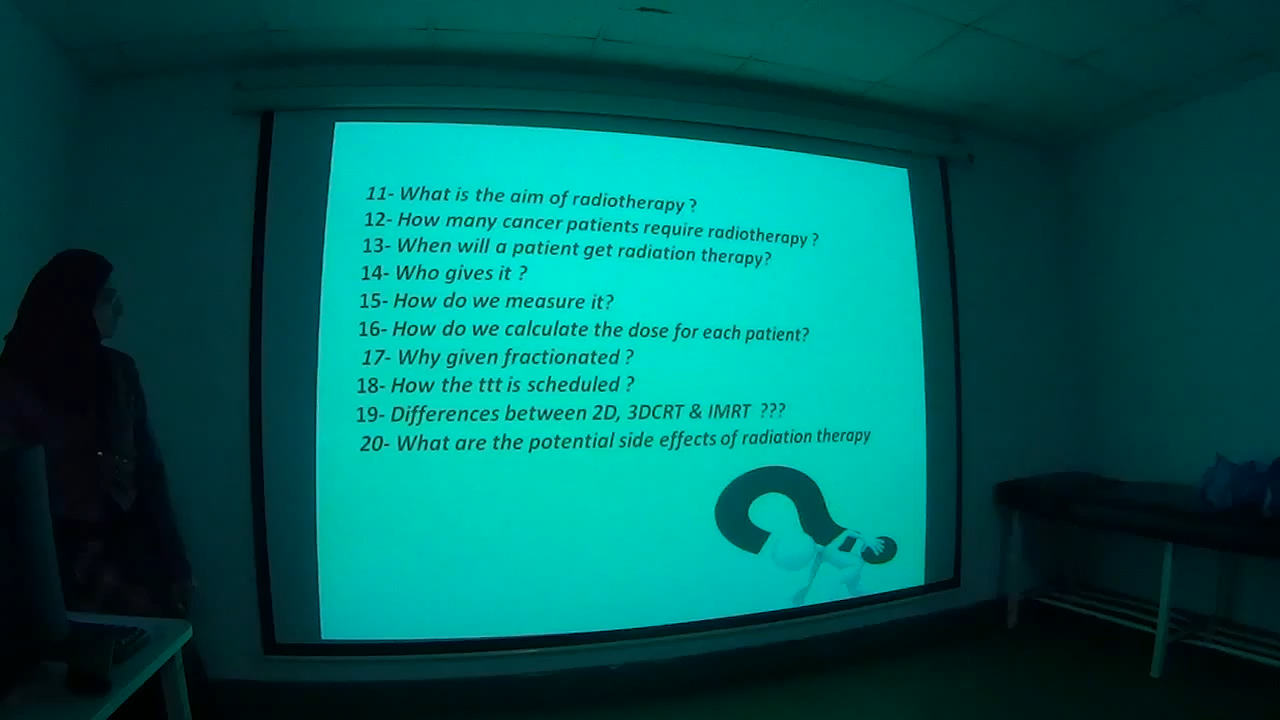 11- What is the aim of radiotherapy ?
12- How many cancer patients require radiotherapy ?
13- When will a patient get radiation therapy?
14- Who gives it ?
15- How do we measure it?
16- How do we calculate the dose for each patient?
17- Why given fractionated ?
18- How the ttt is scheduled ?
19- Differences between 2D, 3DCRT & IMRT ???
20- What are the potential side effects of radiation therapy